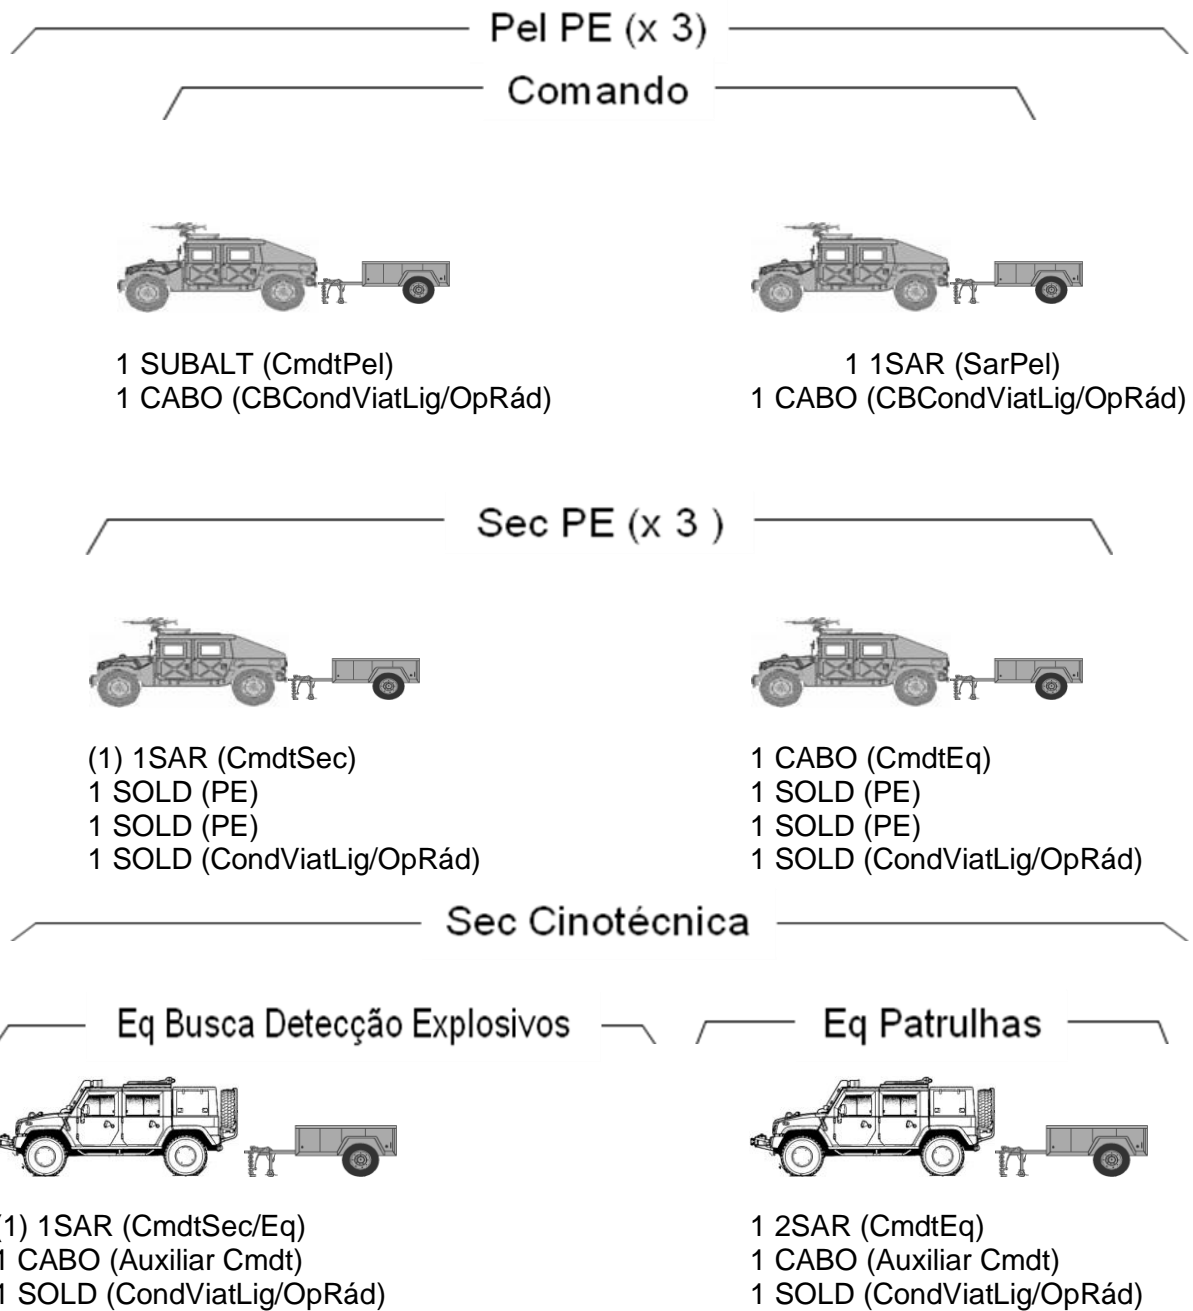 Pel PE (x 3)
Comando
1 SUBALT (CmdtPel)
1 CABO (CBCondViatLig/OpRád)
1 1SAR (SarPel)
1 CABO (CBCondViatLig/OpRád)
Sec PE (x 3 )
(1) 1SAR (CmdtSec)
1 SOLD (PE)
1 SOLD (PE)
1 SOLD (CondViatLig/OpRád)
1 CABO (CmdtEq)
1 SOLD (PE)
1 SOLD (PE)
1 SOLD (CondViatLig/OpRád)
Sec Cinotécnica
Eq Busca Detecção Explosivos
(1) 1SAR (CmdtSec/Eq)
1 CABO (Auxiliar Cmdt)
1 SOLD (CondViatLig/OpRád)
Eq Patrulhas
1 2SAR (CmdtEq)
1 CABO (Auxiliar Cmdt)
1 SOLD (CondViatLig/OpRád)